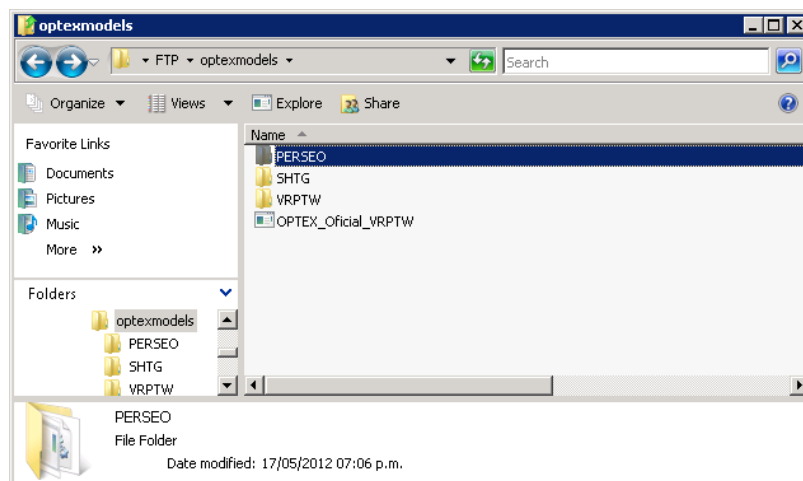 optexmodels
FTP optexmodels Search
Organize Views Explore Share
Favorite Links
Documents
Pictures
Music
More »
Folders
optexmodels
PERSEO
SHTG
VRPTW
Name
PERSEO
SHTG
VRPTW
OPTEX_Oficial_VRPTW
PERSEO
File Folder
Date modified: 17/05/2012 07:06 p.m.